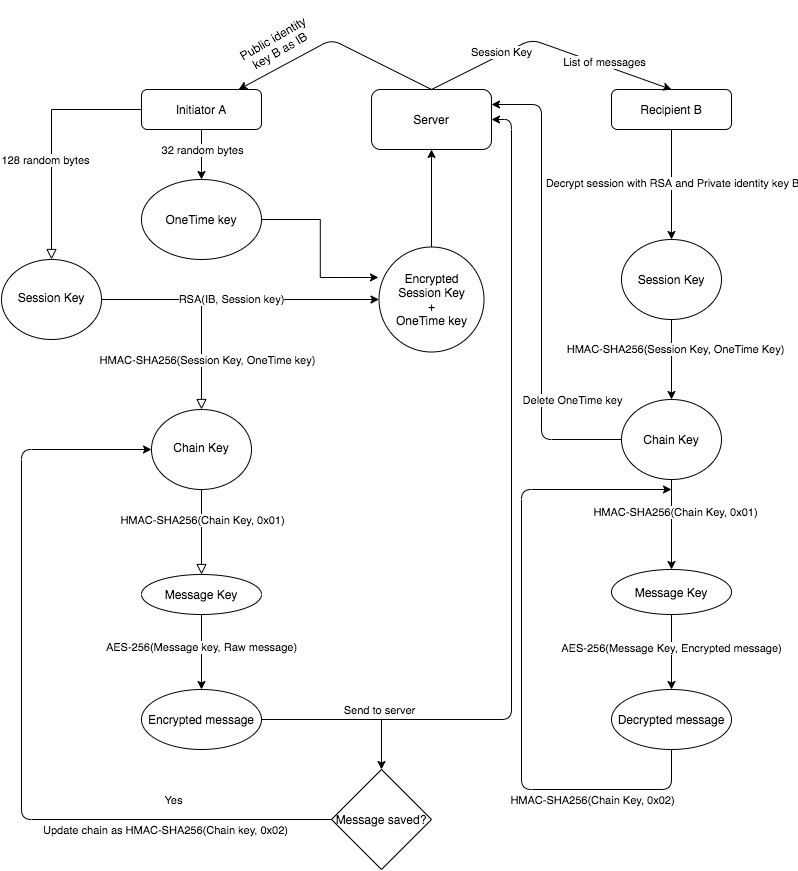 Public identity
key B as IB
Session Key
List of messages
Initiator A
Server
Recipient B
128 random bytes
32 random bytes
Decrypt session with RSA and Private identity key B
OneTime key
Session Key
RSA(IB, Session key)
Encrypted
Session Key
+
OneTime key
Session Key
HMAC-SHA256(Session Key, OneTime key)
HMAC-SHA256(Session Key, OneTime Key)
Delete OneTime key
Chain Key
Chain Key
HMAC-SHA256(Chain Key, 0x01)
HMAC-SHA256(Chain Key, 0x01)
Message Key
Message Key
AES-256(Message key, Raw message)
AES-256(Message Key, Encrypted message)
Encrypted message
Send to server
Decrypted message
Yes
HMAC-SHA256(Chain Key, 0x02)
Message saved?
Update chain as HMAC-SHA256(Chain key, 0x02)